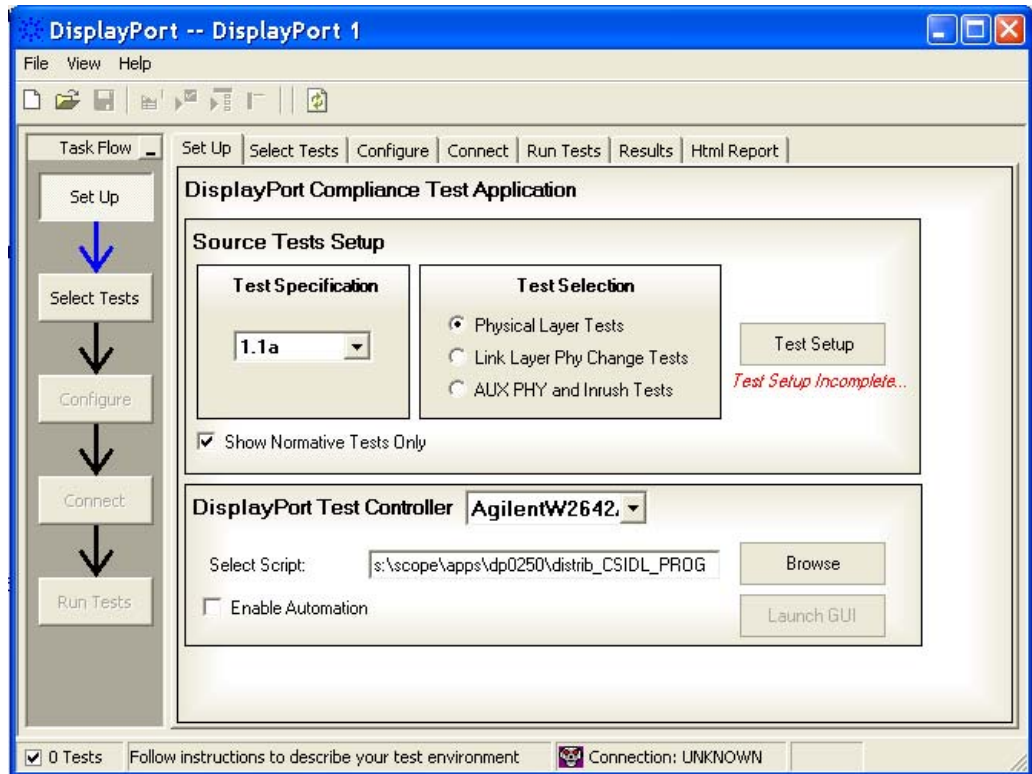 DisplayPort -- DisplayPort 1
File View Help
Task Flow
Set Up
Select Tests
Configure
Connect
Run Tests
Set Up Select Tests Configure Connect Run Tests Results Html Report
DisplayPort Compliance Test Application
Source Tests Setup
Test Specification
1.1a
Test Selection
Physical Layer Tests
Link Layer Phy Change Tests
AUX PHY and Inrush Tests
Test Setup
Test Setup Incomplete...
Show Normative Tests Only
DisplayPort Test Controller AgilentW2642
Select Script: s:\scope\apps\dp0250\distrib_CSIDL_PROG Browse
Enable Automation Launch GUI
0 Tests Follow instructions to describe your test environment Connection: UNKNOWN